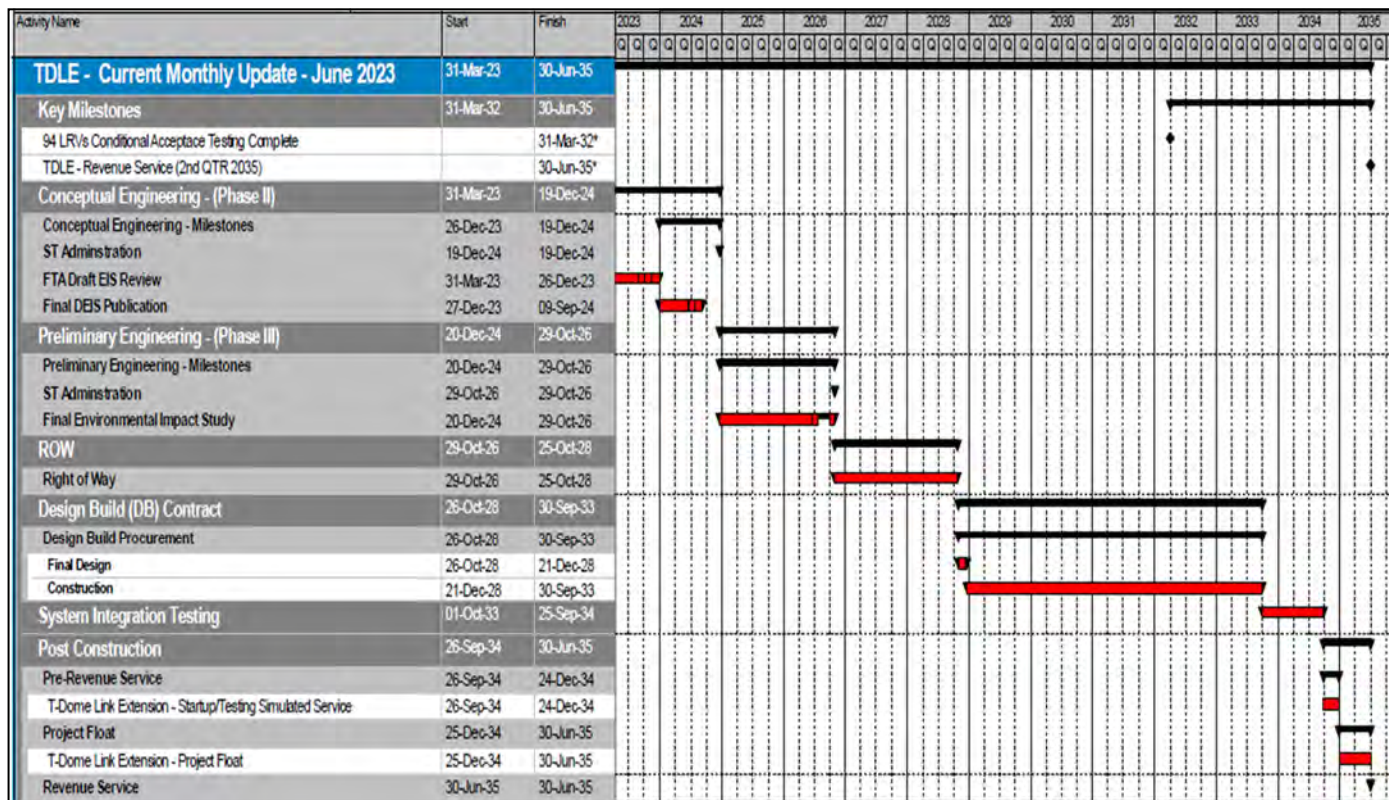 Activity Name Start Finish 2023 2024 2025 2026 2027 2028 2029 2030 2031 2032 2033 2034 2035
Q Q Q Q Q Q Q Q Q Q Q Q Q Q Q Q Q Q Q Q Q Q Q Q Q Q Q Q Q Q Q Q Q Q Q Q Q Q Q Q Q Q Q Q Q Q Q Q Q
TDLE - Current Monthly Update - June 2023 31-Mar-23 30-Jun-35
Key Milestones 31-Mar-32 30-Jun-35
94 LRVs Conditional Acceptace Testing Complete 31-Mar-32*
TDLE - Revenue Service (2nd QTR 2035) 30-Jun-35*
Conceptual Engineering - (Phase II) 31-Mar-23 19-Dec-24
Conceptual Engineering - Milestones 26-Dec-23 19-Dec-24
ST Adminstration 19-Dec-24 19-Dec-24
FTA Draft EIS Review 31-Mar-23 26-Dec-23
Final DEIS Publication 27-Dec-23 09-Sep-24
Preliminary Engineering - (Phase III) 20-Dec-24 29-Oct-26
Preliminary Engineering - Milestones 20-Dec-24 29-Oct-26
ST Adminstration 29-Oct-26 29-Oct-26
Final Environmental Impact Study 20-Dec-24 29-Oct-26
ROW 29-Oct-26 25-Oct-28
Right of Way 29-Oct-26 25-Oct-28
Design Build (DB) Contract 26-Oct-28 30-Sep-33
Design Build Procurement 26-Oct-28 30-Sep-33
Final Design 26-Oct-28 21-Dec-28
Construction 21-Dec-28 30-Sep-33
System Integration Testing 01-Oct-33 25-Sep-34
Post Construction 26-Sep-34 30-Jun-35
Pre-Revenue Service 26-Sep-34 24-Dec-34
T-Dome Link Extension - Startup/Testing Simulated Service 26-Sep-34 24-Dec-34
Project Float 25-Dec-34 30-Jun-35
T-Dome Link Extension - Project Float 25-Dec-34 30-Jun-35
Revenue Service 30-Jun-35 30-Jun-35